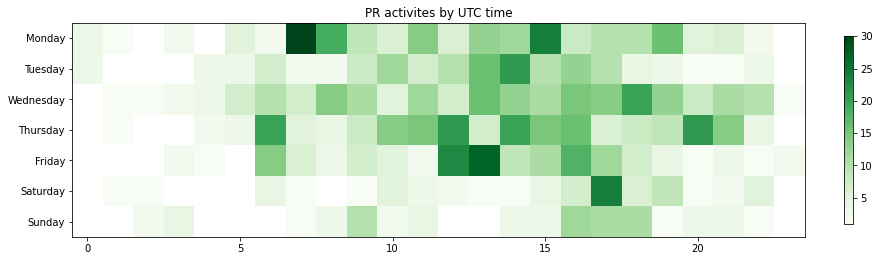 PR activites by UTC time
Monday
Tuesday
Wednesday
Thursday
Friday
Saturday
Sunday
0 5 10 15 20
30
25
20
15
10
5